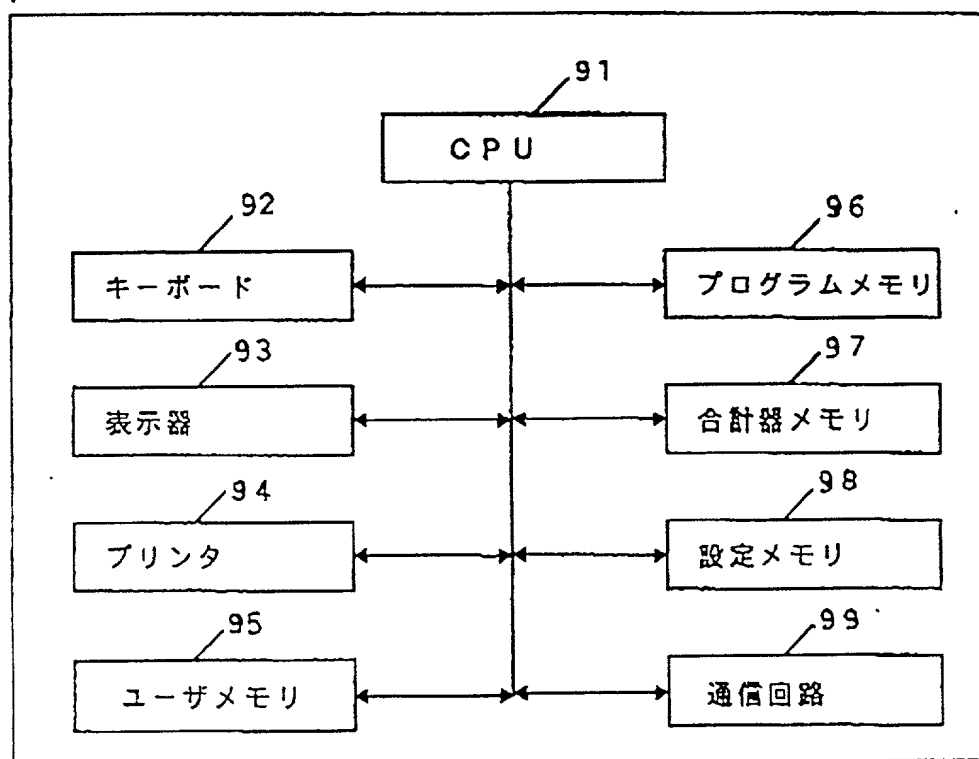 91
CPU
92
キーボード
96
プログラムメモリ
93
表示器
97
合計器メモリ
94
プリンタ
98
設定メモリ
95
ユーザメモリ
99
通信回路